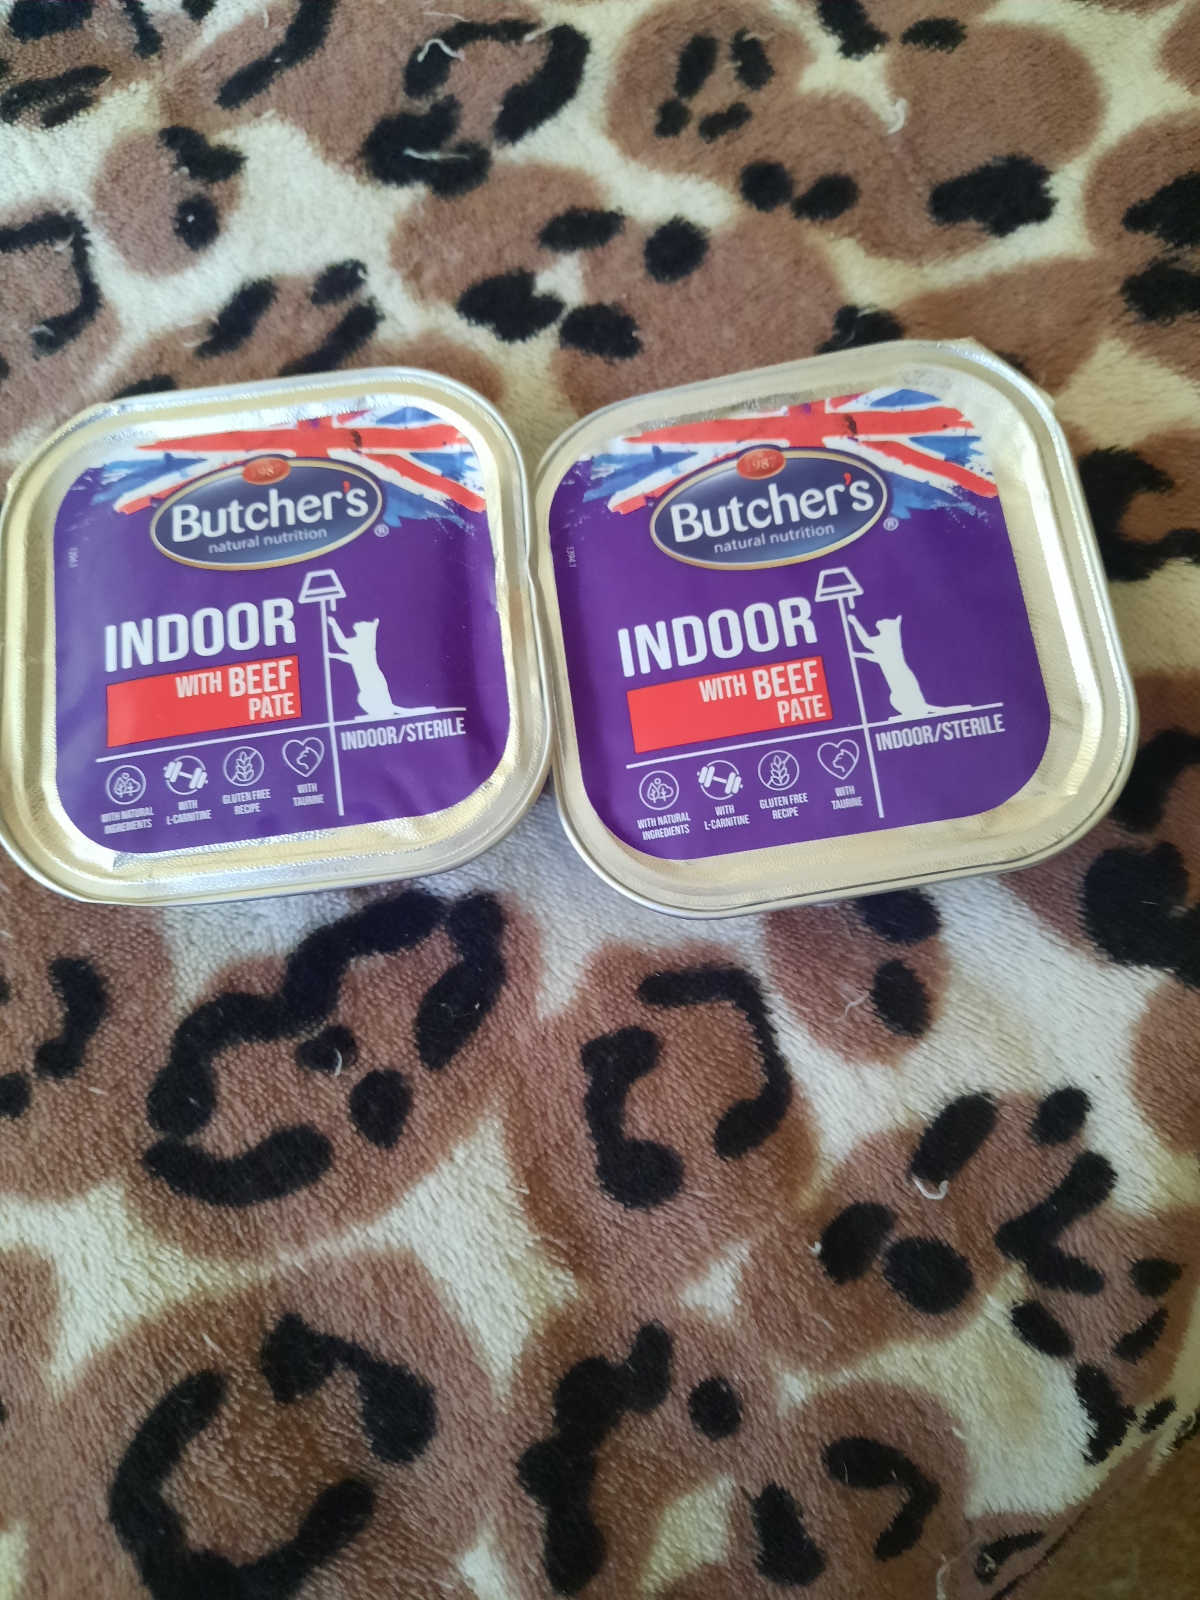 1987
Butcher's
natural nutrition
®
INDOOR
WITH BEEF
PATE
INDOOR/STERILE
WITH NATURAL
INGREDIENTS
WITH
L-CARNITINE
GLUTEN FREE
RECIPE
WITH
TAURINE
1987
Butcher's
natural nutrition
®
INDOOR
WITH BEEF
PATE
INDOOR/STERILE
WITH NATURAL
INGREDIENTS
WITH
L-CARNITINE
GLUTEN FREE
RECIPE
WITH
TAURINE